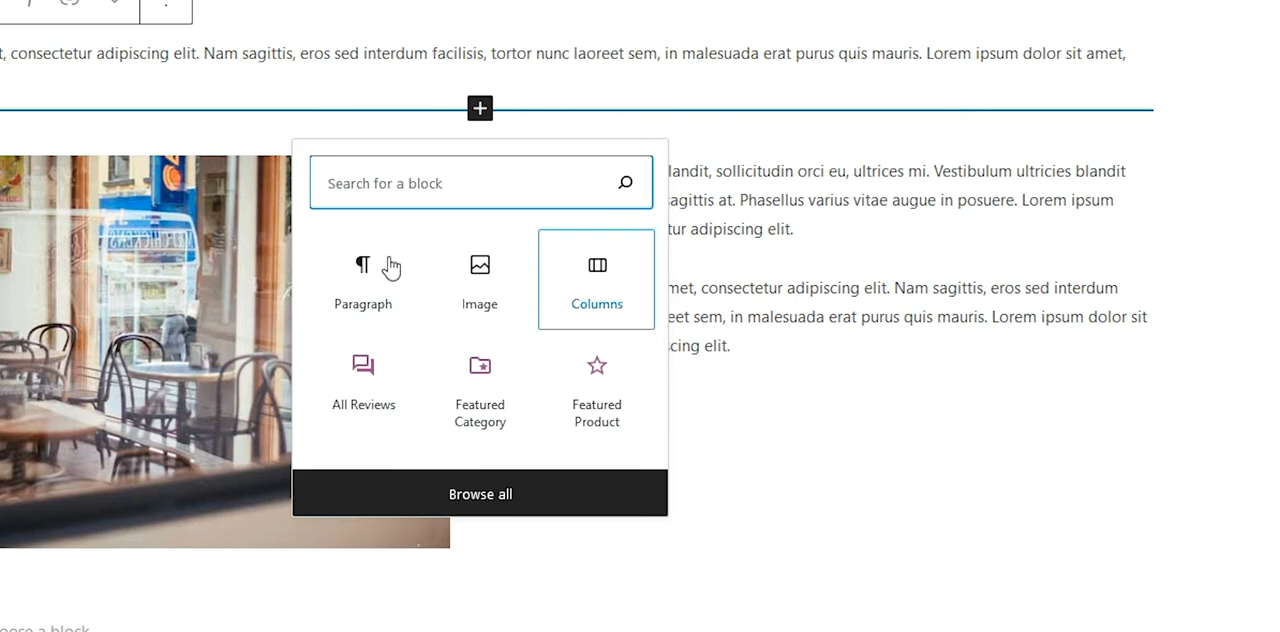 , consectetur adipiscing elit. Nam sagittis, eros sed interdum facilisis, tortor nunc laoreet sem, in malesuada erat purus quis mauris. Lorem ipsum dolor sit amet,
Search for a block
Paragraph
Image
Columns
All Reviews
Featured
Category
Featured
Product
Browse all
landit, sollicitudin orci eu, ultrices mi. Vestibulum ultricies blandit
sagittis at. Phasellus varius vitae augue in posuere. Lorem ipsum
tur adipiscing elit.
met, consectetur adipiscing elit. Nam sagittis, eros sed interdum
eet sem, in malesuada erat purus quis mauris. Lorem ipsum dolor sit
scing elit.
oose a block